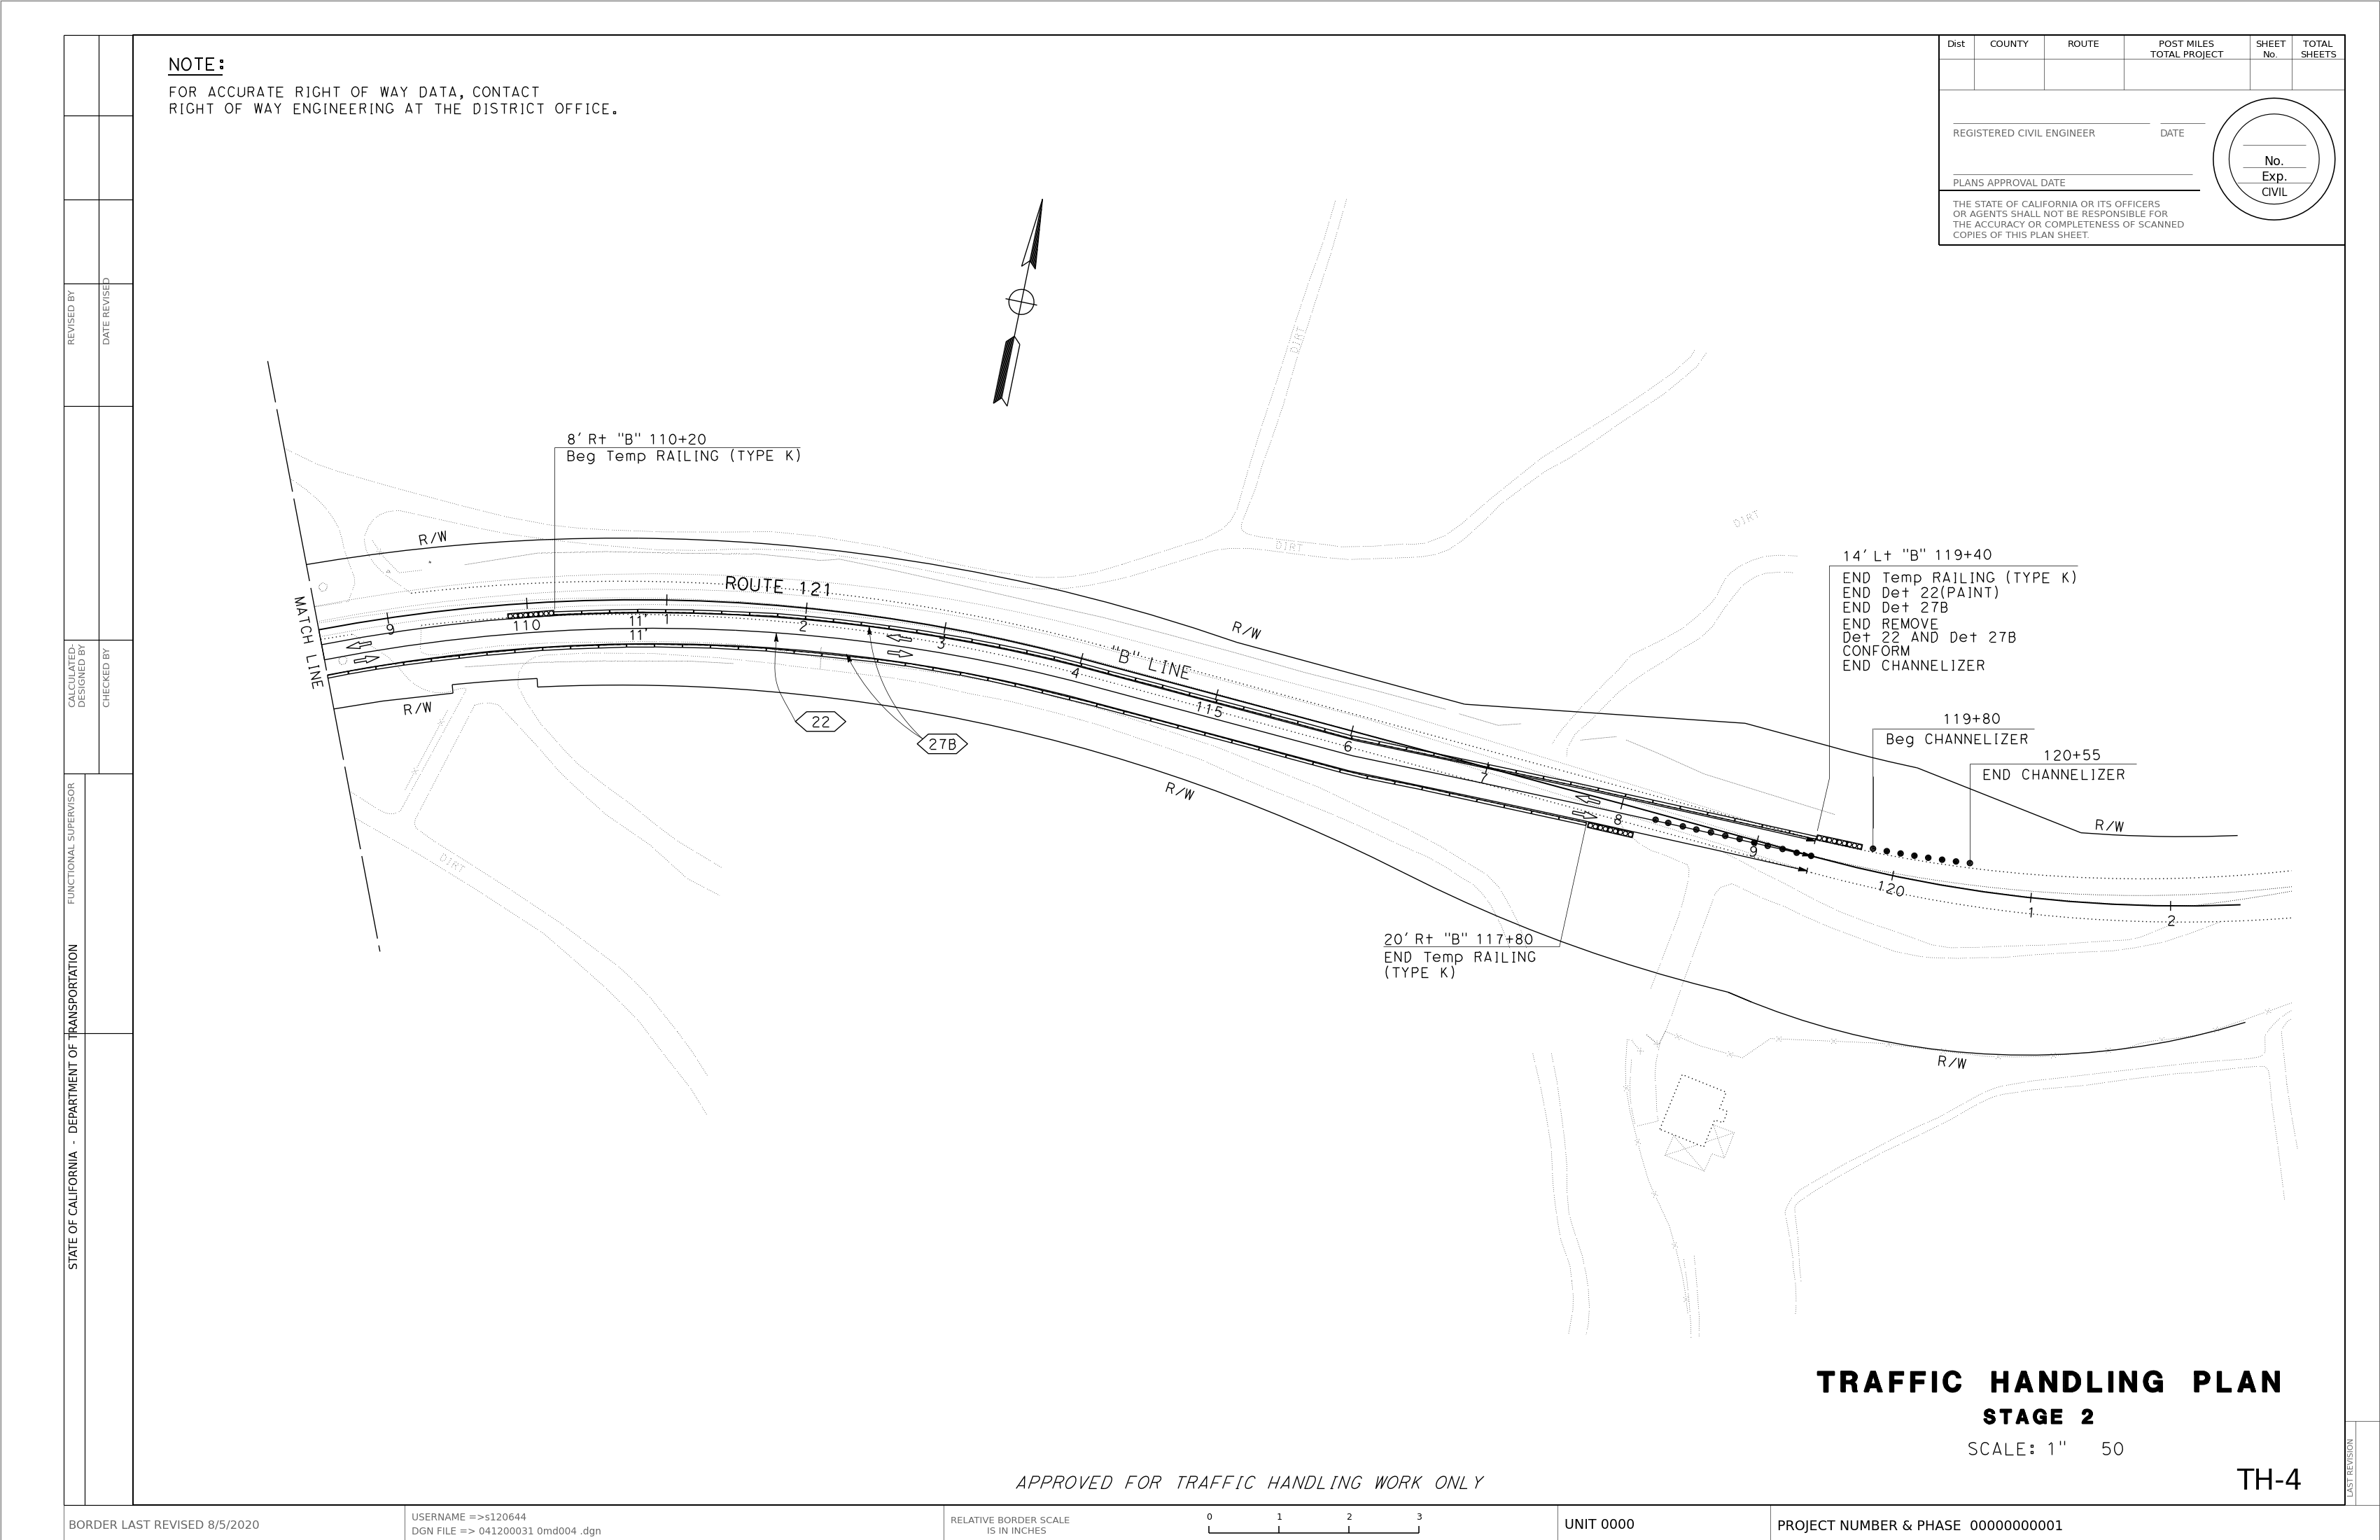 NOTE:
FOR ACCURATE RIGHT OF WAY DATA, CONTACT
RIGHT OF WAY ENGINEERING AT THE DISTRICT OFFICE.
Dist COUNTY ROUTE POST MILES TOTAL PROJECT SHEET No. TOTAL SHEETS
REGISTERED CIVIL ENGINEER DATE
PLANS APPROVAL DATE
No.
Exp.
CIVIL
THE STATE OF CALIFORNIA OR ITS OFFICERS
OR AGENTS SHALL NOT BE RESPONSIBLE FOR
THE ACCURACY OR COMPLETENESS OF SCANNED
COPIES OF THIS PLAN SHEET.
REVISED BY
DATE REVISED
CALCULATED-
DESIGNED BY
CHECKED BY
FUNCTIONAL SUPERVISOR
STATE OF CALIFORNIA - DEPARTMENT OF TRANSPORTATION
8' Rt "B" 110+20
Beg Temp RAILING (TYPE K)
DIRT
DIRT
DIRT
R/W
ROUTE 121
MATCH LINE
9
110
11'
11'
1
2
3
4
115
6
7
8
9
120
1
2
"B" LINE
R/W
R/W
R/W
22
27B
14' Lt "B" 119+40
END Temp RAILING (TYPE K)
END Det 22(PAINT)
END Det 27B
END REMOVE
Det 22 AND Det 27B
CONFORM
END CHANNELIZER
119+80
Beg CHANNELIZER
120+55
END CHANNELIZER
R/W
DIRT
20' Rt "B" 117+80
END Temp RAILING
(TYPE K)
R/W
TRAFFIC HANDLING PLAN
STAGE 2
SCALE: 1" 50
APPROVED FOR TRAFFIC HANDLING WORK ONLY
TH-4
LAST REVISION
BORDER LAST REVISED 8/5/2020
USERNAME =>s120644
DGN FILE => 041200031 0md004 .dgn
RELATIVE BORDER SCALE
IS IN INCHES
0 1 2 3
UNIT 0000
PROJECT NUMBER & PHASE 00000000001